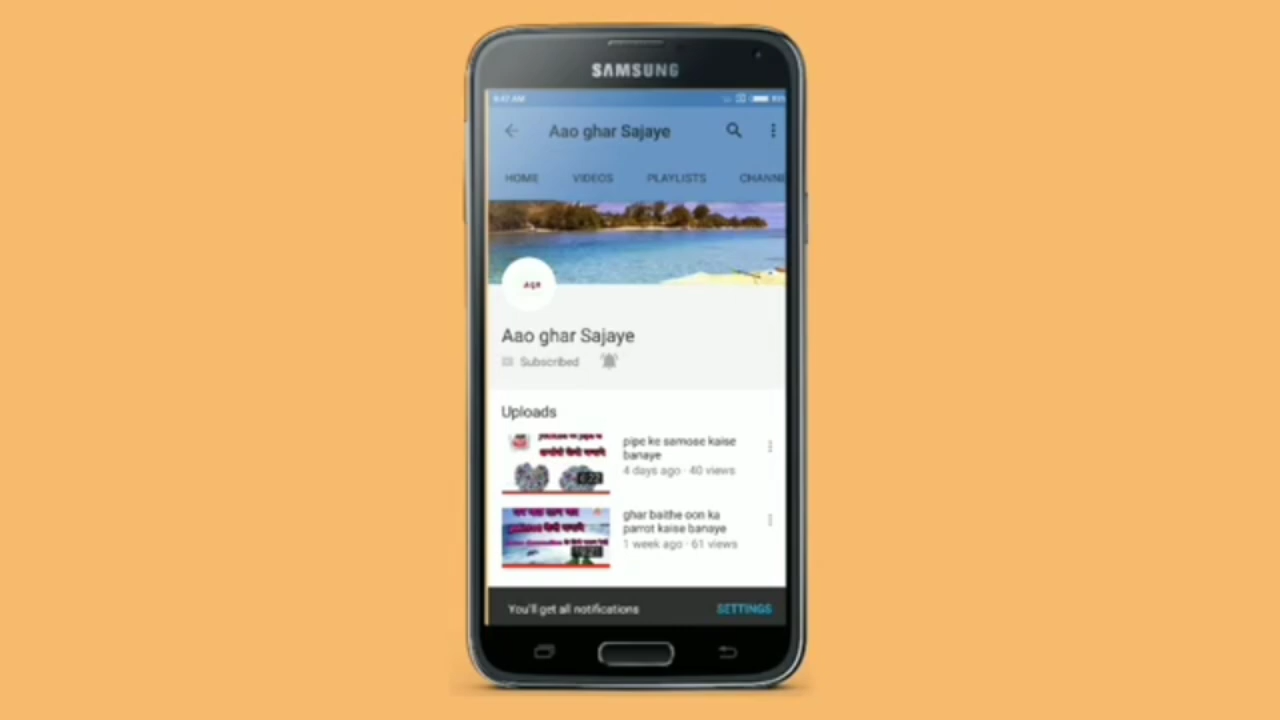 SAMSUNG
Aao ghar Sajaye
HOME VIDEOS PLAYLISTS CHANNE
Aao ghar Sajaye
Subscribed
Uploads
pipe ke samose kaise
banaye
4 days ago · 40 views
ghar baithe oon ka
parrot kaise banaye
1 week ago · 61 views
You'll get all notifications SETTINGS